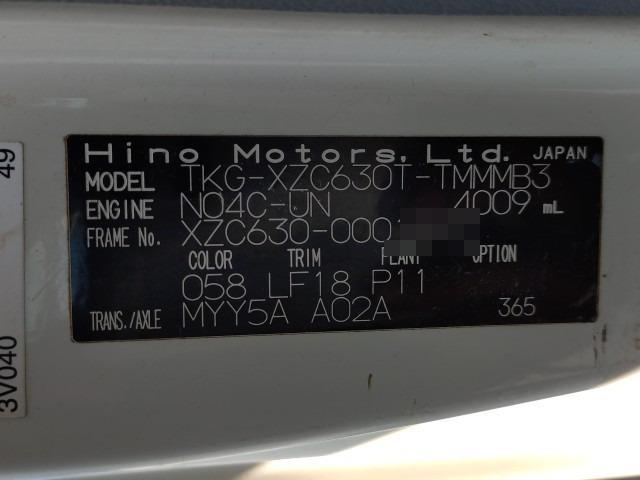 Hino Motors, Ltd. JAPAN
MODEL TKG-XZC630T-TMMMB3
ENGINE N04C-UN 4009 mL
FRAME No. XZC630-000
COLOR TRIM PLANT OPTION
058 LF18 P11
TRANS./AXLE MYY5A A02A 365
49
3V040